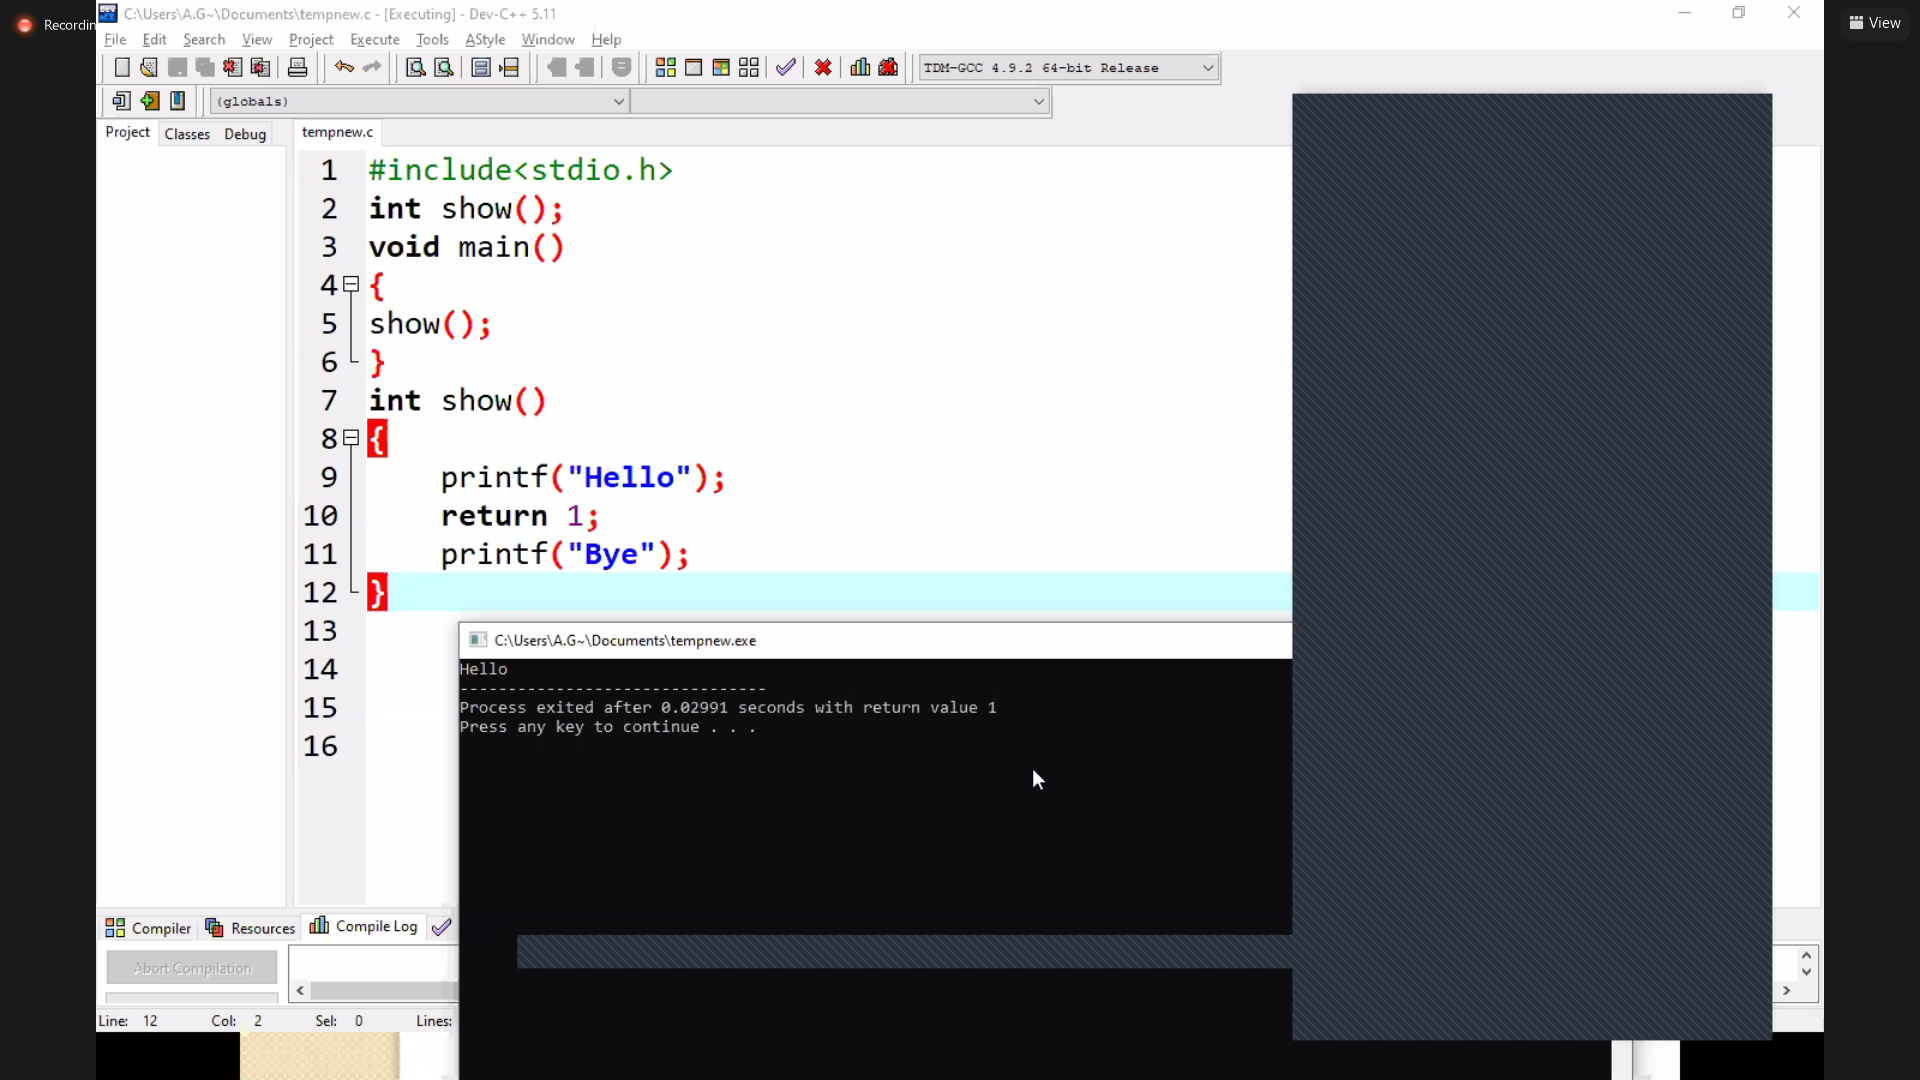 Recordin
C:\Users\A.G~\Documents\tempnew.c - [Executing] - Dev-C++ 5.11
View
File Edit Search View Project Execute Tools AStyle Window Help
TDM-GCC 4.9.2 64-bit Release
(globals)
Project Classes Debug
tempnew.c
1 #include<stdio.h>
2 int show();
3 void main()
4 {
5 show();
6 }
7 int show()
8 {
9 printf("Hello");
10 return 1;
11 printf("Bye");
12 }
13
14
15
16
C:\Users\A.G~\Documents\tempnew.exe
Hello
--------------------------------
Process exited after 0.02991 seconds with return value 1
Press any key to continue . . .
Compiler Resources Compile Log
Abort Compilation
Line: 12 Col: 2 Sel: 0 Lines: